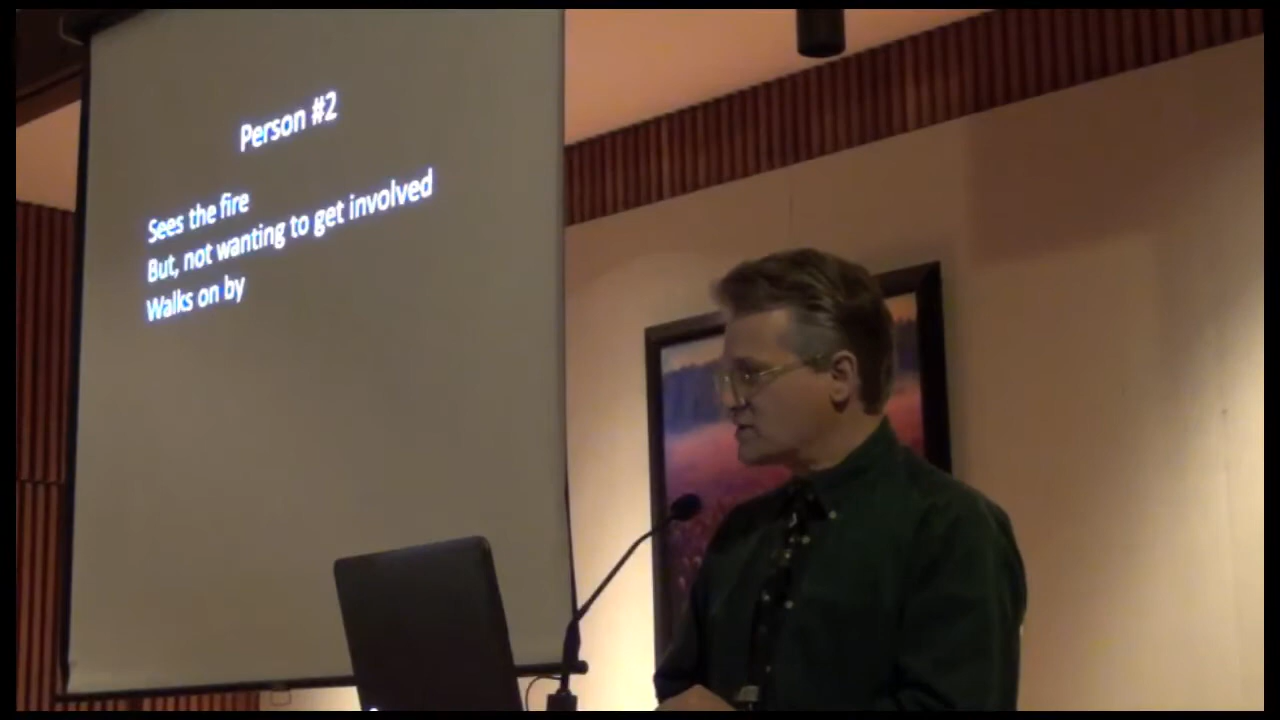 Person #2
Sees the fire
But, not wanting to get involved
Walks on by